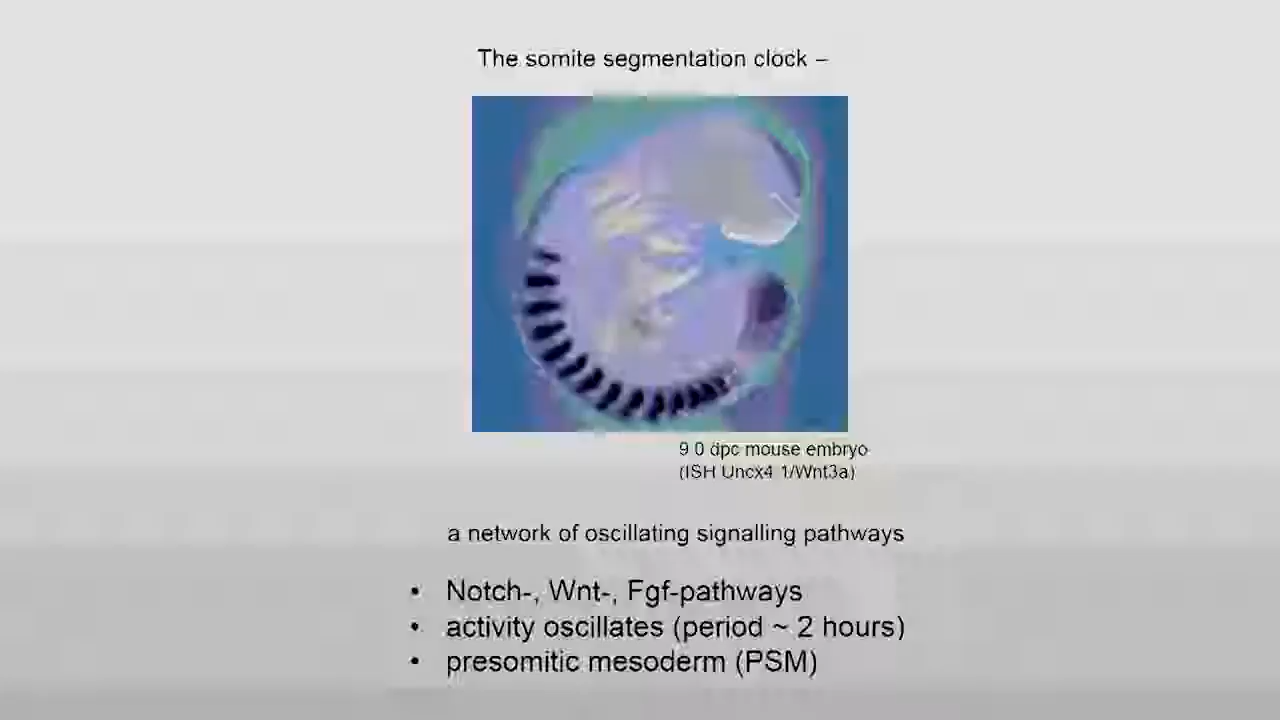 The somite segmentation clock –
9 0 dpc mouse embryo
(ISH Uncx4 1/Wnt3a)
a network of oscillating signalling pathways
• Notch-, Wnt-, Fgf-pathways
• activity oscillates (period ~ 2 hours)
• presomitic mesoderm (PSM)